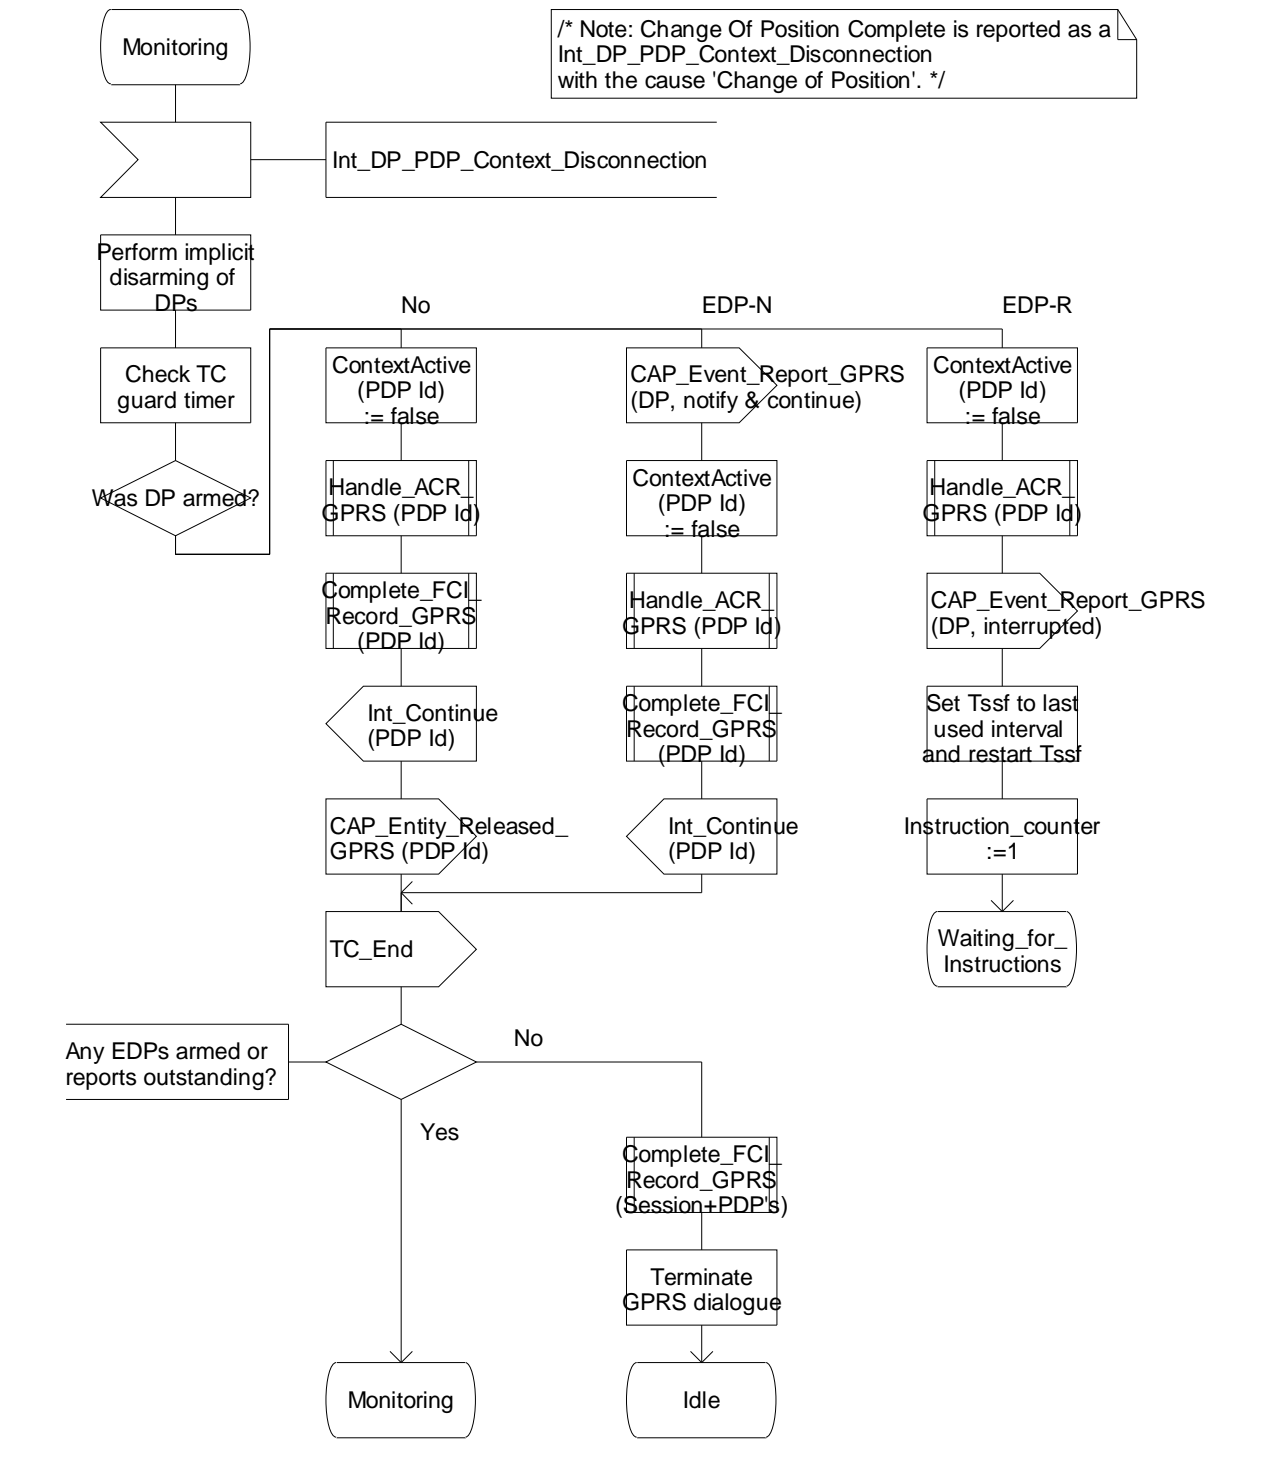 Monitoring
/* Note: Change Of Position Complete is reported as a
Int_DP_PDP_Context_Disconnection
with the cause 'Change of Position'. */
Int_DP_PDP_Context_Disconnection
Perform implicit
disarming of
DPs
Check TC
guard timer
Was DP armed?
No
ContextActive
(PDP Id)
:= false
Handle_ACR_
GPRS (PDP Id)
Complete_FCI_
Record_GPRS
(PDP Id)
Int_Continue
(PDP Id)
CAP_Entity_Released_
GPRS (PDP Id)
EDP-N
CAP_Event_Report_GPRS
(DP, notify & continue)
ContextActive
(PDP Id)
:= false
Handle_ACR_
GPRS (PDP Id)
Complete_FCI_
Record_GPRS
(PDP Id)
Int_Continue
(PDP Id)
EDP-R
ContextActive
(PDP Id)
:= false
Handle_ACR_
GPRS (PDP Id)
CAP_Event_Report_GPRS
(DP, interrupted)
Set Tssf to last
used interval
and restart Tssf
Instruction_counter
:=1
Waiting_for_
Instructions
TC_End
Any EDPs armed or
reports outstanding?
No
Yes
Complete_FCI_
Record_GPRS
(Session+PDP's)
Terminate
GPRS dialogue
Monitoring
Idle